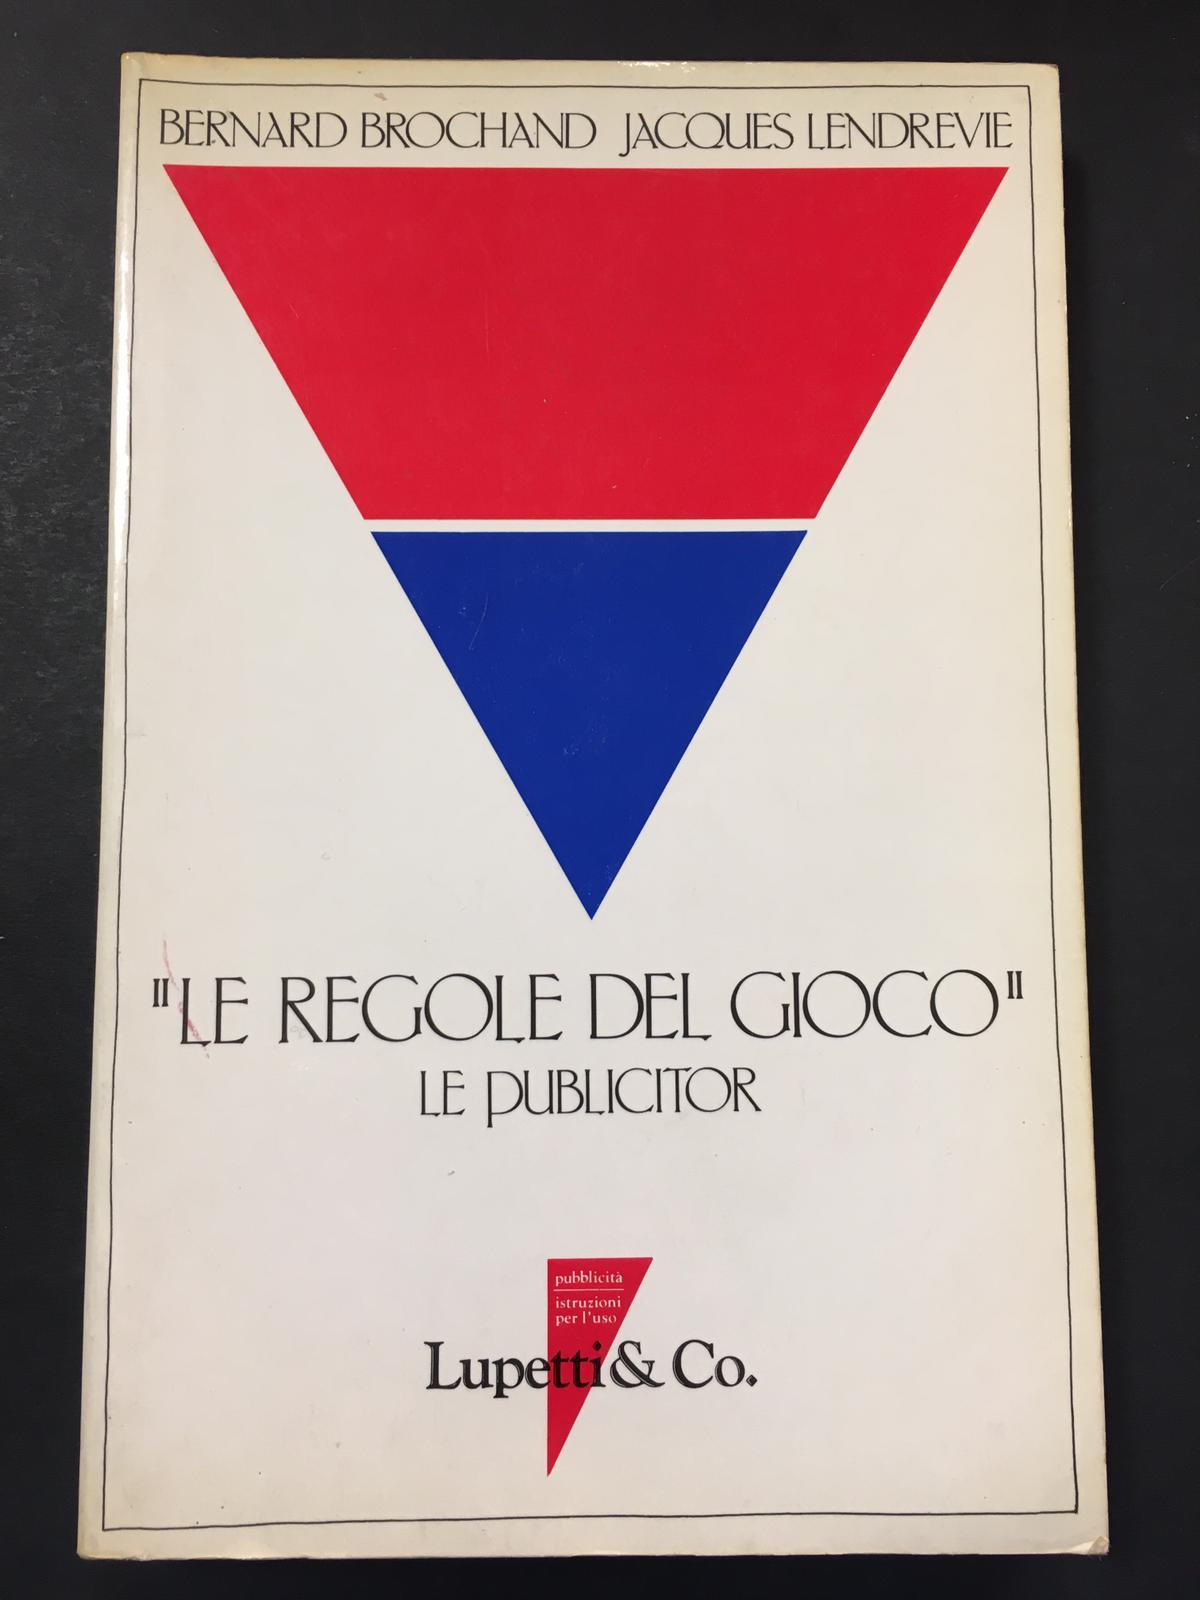 BERNARD BROCHAND JACQUES LENDREVIE
"LE REGOLE DEL GIOCO"
LE PUBLICITOR
pubblicità
istruzioni
per l'uso
Lupetti & Co.